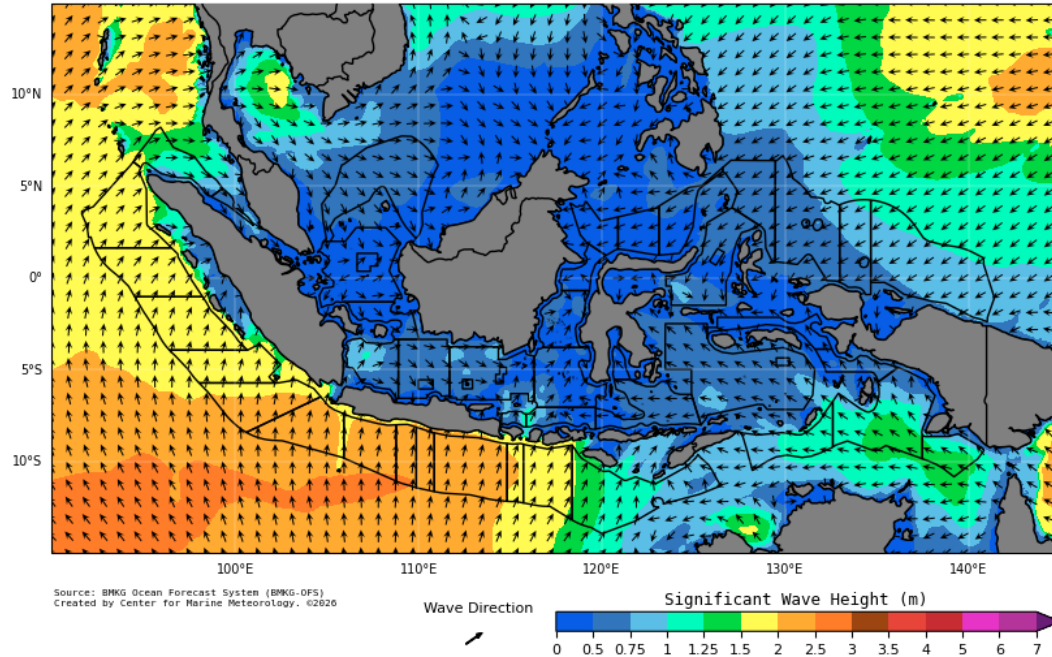 10°N
5°N
0°
5°S
10°S
100°E 110°E 120°E 130°E 140°E
Source: BMKG Ocean Forecast System (BMKG-OFS)
Created by Center for Marine Meteorology. ©2026
Wave Direction
Significant Wave Height (m)
0 0.5 0.75 1 1.25 1.5 2 2.5 3 3.5 4 5 6 7